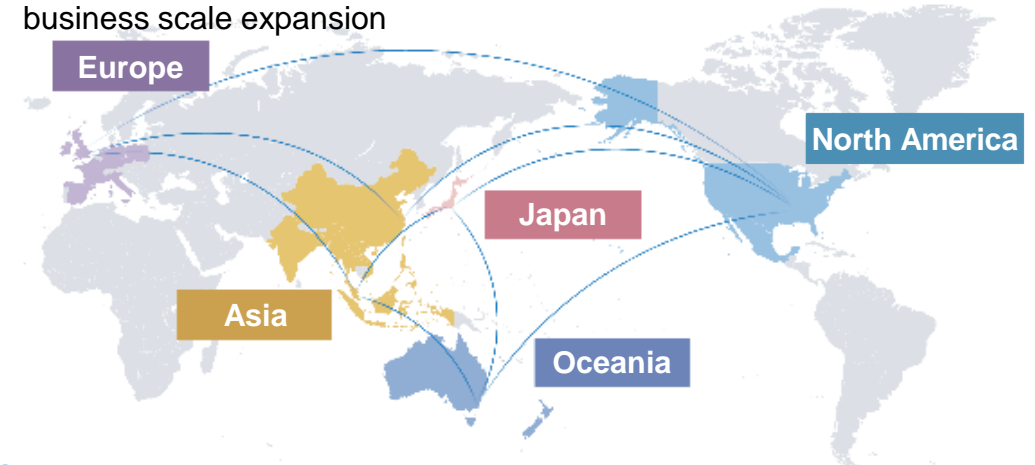 business scale expansion
Europe
North America
Japan
Asia
Oceania